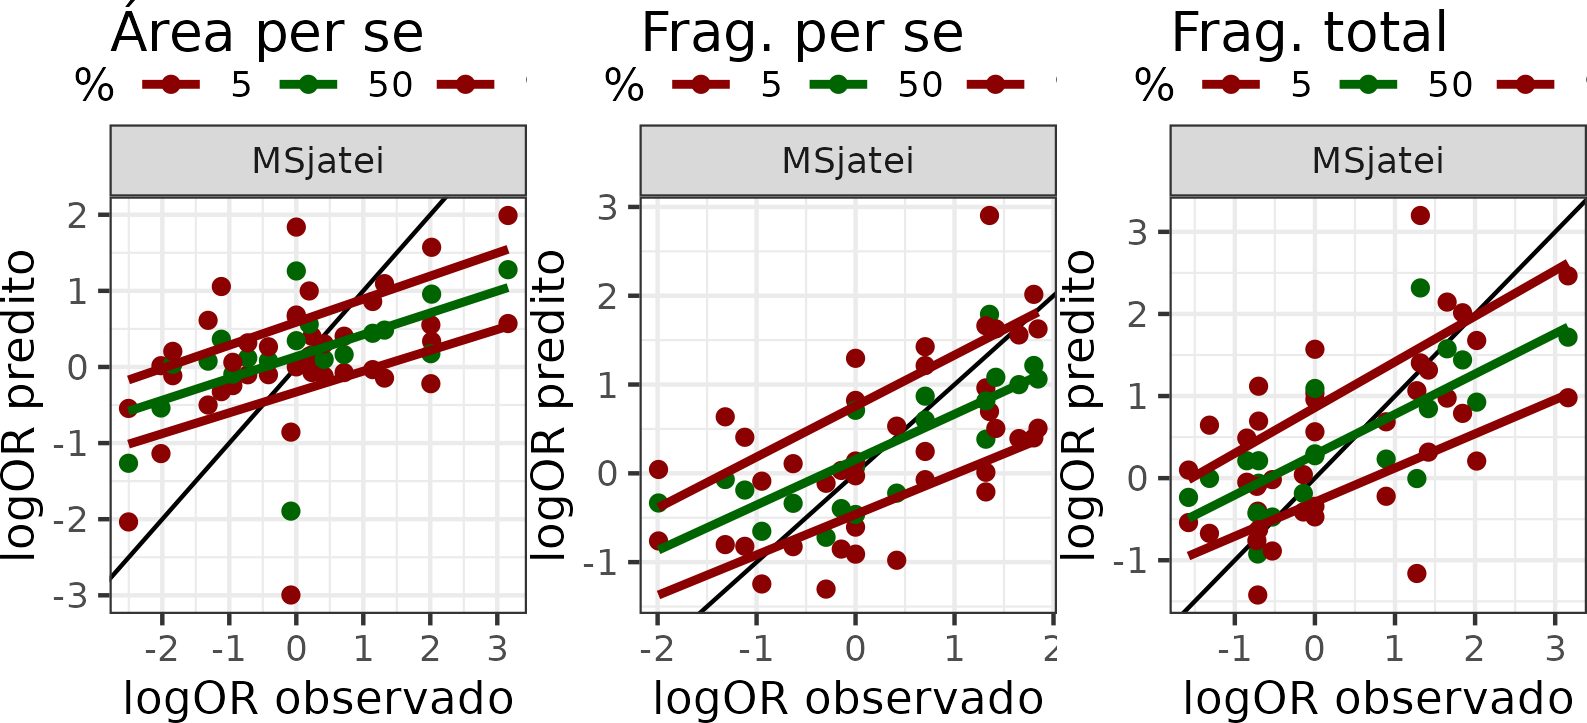 Área per se
% 5 50
MSjatei
logOR predito
2
1
0
-1
-2
-3
-2 -1 0 1 2 3
logOR observado
Frag. per se
% 5 50
MSjatei
logOR predito
3
2
1
0
-1
-2 -1 0 1 2
logOR observado
Frag. total
% 5 50
MSjatei
logOR predito
3
2
1
0
-1
-1 0 1 2 3
logOR observado